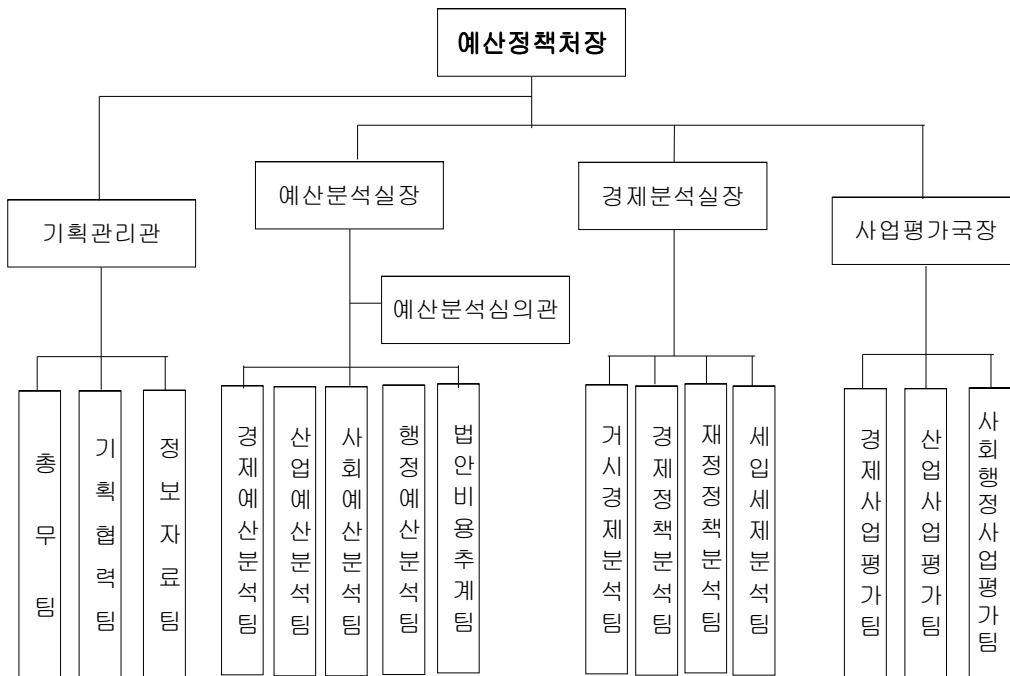 예산정책처장
예산분석실장
경제분석실장
기획관리관
사업평가국장
예산분석심의관
총무팀
기획협력팀
정보자료팀
경제예산분석팀
산업예산분석팀
사회예산분석팀
행정예산분석팀
법안비용추계팀
거시경제분석팀
경제정책분석팀
재정정책분석팀
세입세제분석팀
경제사업평가팀
산업사업평가팀
사회행정사업평가팀